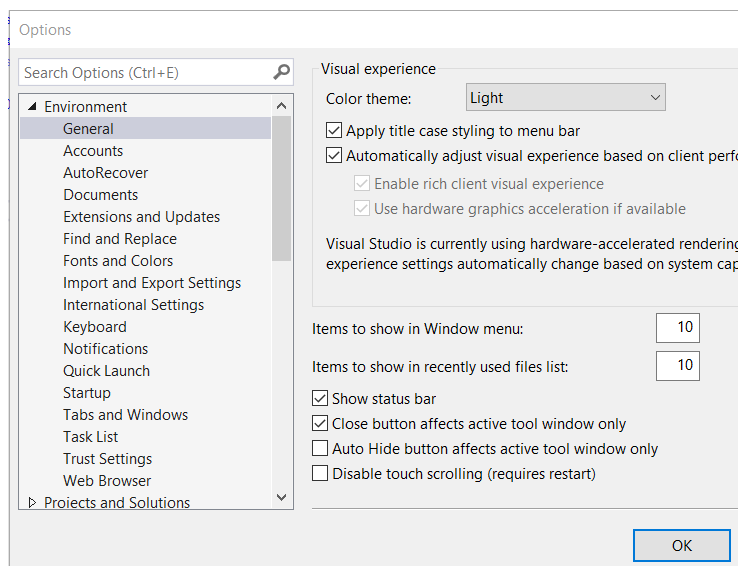 Options
Search Options (Ctrl+E)
Environment
General
Accounts
AutoRecover
Documents
Extensions and Updates
Find and Replace
Fonts and Colors
Import and Export Settings
International Settings
Keyboard
Notifications
Quick Launch
Startup
Tabs and Windows
Task List
Trust Settings
Web Browser
Projects and Solutions
Visual experience
Color theme: Light
Apply title case styling to menu bar
Automatically adjust visual experience based on client perfo
Enable rich client visual experience
Use hardware graphics acceleration if available
Visual Studio is currently using hardware-accelerated rendering
experience settings automatically change based on system cap
Items to show in Window menu: 10
Items to show in recently used files list: 10
Show status bar
Close button affects active tool window only
Auto Hide button affects active tool window only
Disable touch scrolling (requires restart)
OK